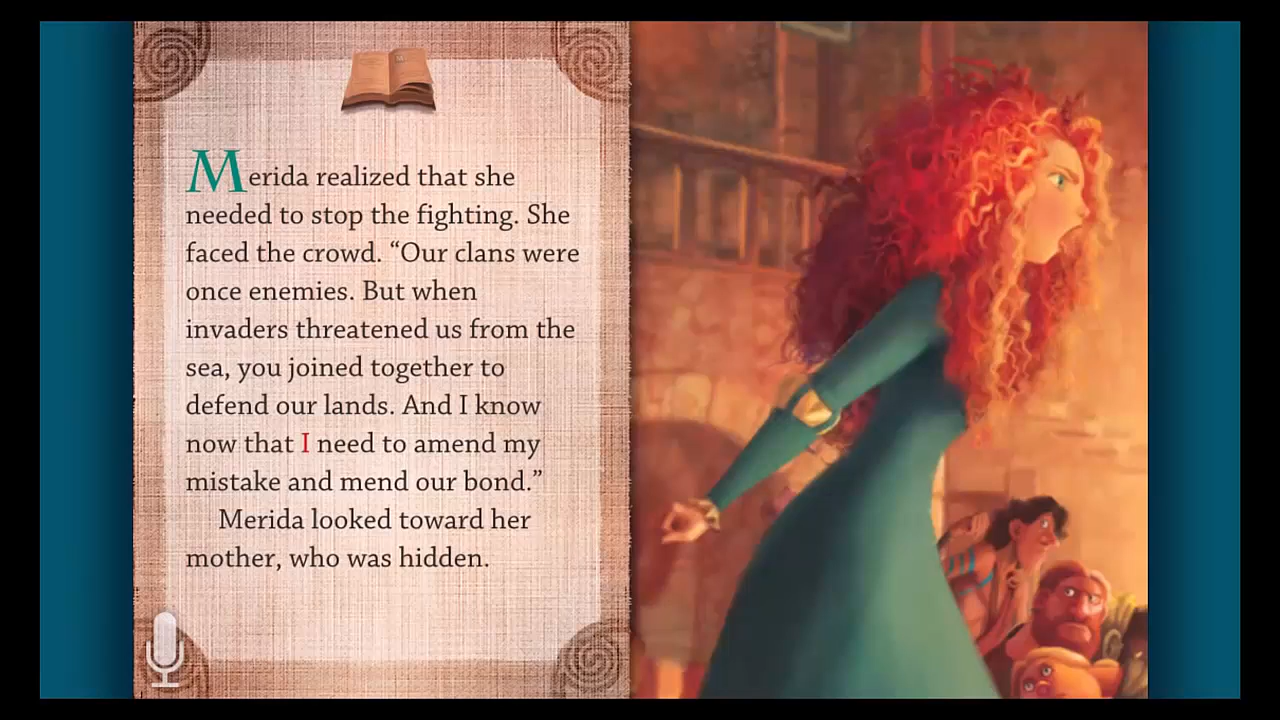 Merida realized that she
needed to stop the fighting. She
faced the crowd. “Our clans were
once enemies. But when
invaders threatened us from the
sea, you joined together to
defend our lands. And I know
now that I need to amend my
mistake and mend our bond.”
Merida looked toward her
mother, who was hidden.